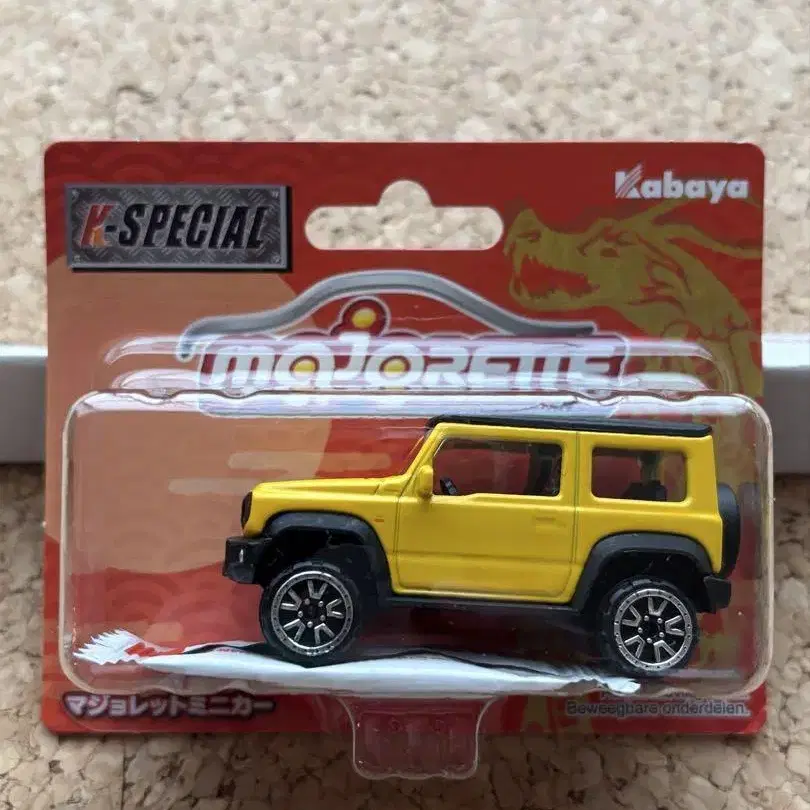 K-SPECIAL
Kabaya
majorette
マジョレットミニカー
Beweegbare onderdelen.